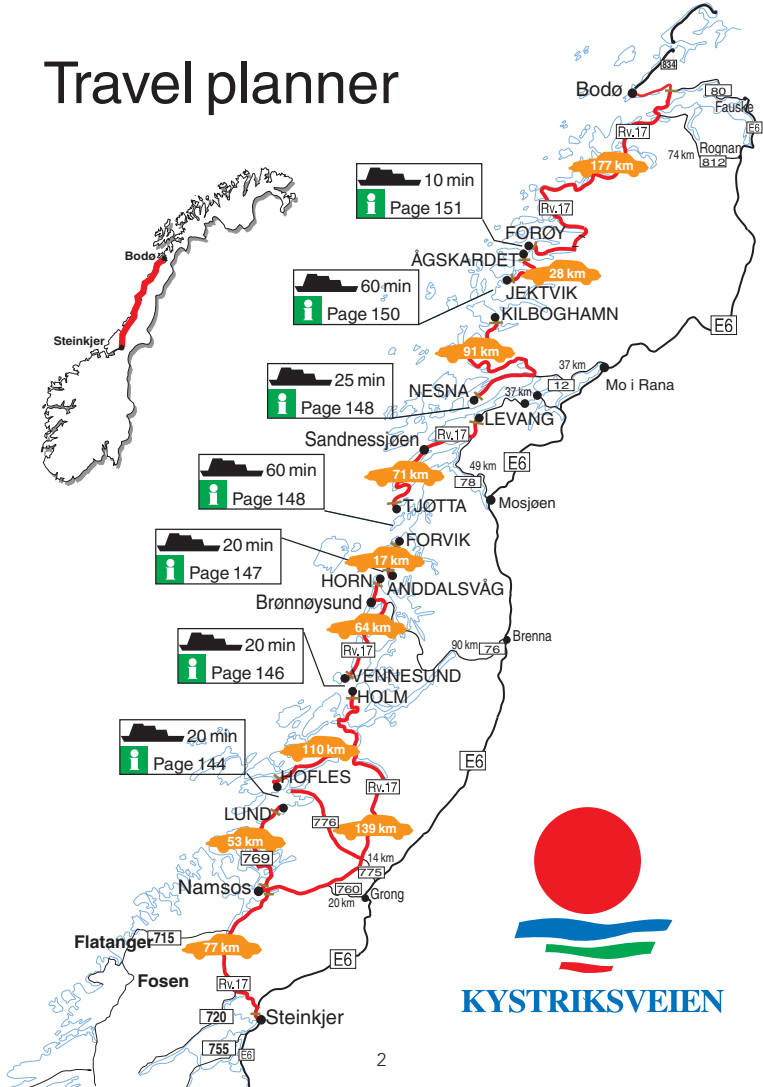 Travel planner
834
Bodø
80
Fauske
E6
Rv.17
Rognan
74 km
812
177 km
10 min
Page 151
Rv.17
FORØY
ÅGSKARDET
28 km
60 min
Page 150
JEKTVIK
KILBOGHAMN
E6
Bodø
Steinkjer
91 km
37 km
12
Mo i Rana
25 min
Page 148
NESNA
37 km
LEVANG
Rv.17
Sandnessjøen
49 km
E6
78
71 km
Mosjøen
60 min
Page 148
TJØTTA
FORVIK
20 min
Page 147
17 km
HORN
ANDDALSVÅG
Brønnøysund
64 km
Brenna
90 km
76
20 min
Page 146
Rv.17
VENNESUND
HOLM
20 min
Page 144
110 km
E6
HOFLES
Rv.17
LUND
776
139 km
53 km
769
14 km
775
Namsos
760
20 km
Grong
Flatanger
715
77 km
Fosen
E6
Rv.17
KYSTRIKSVEIEN
720
Steinkjer
755
E6
2